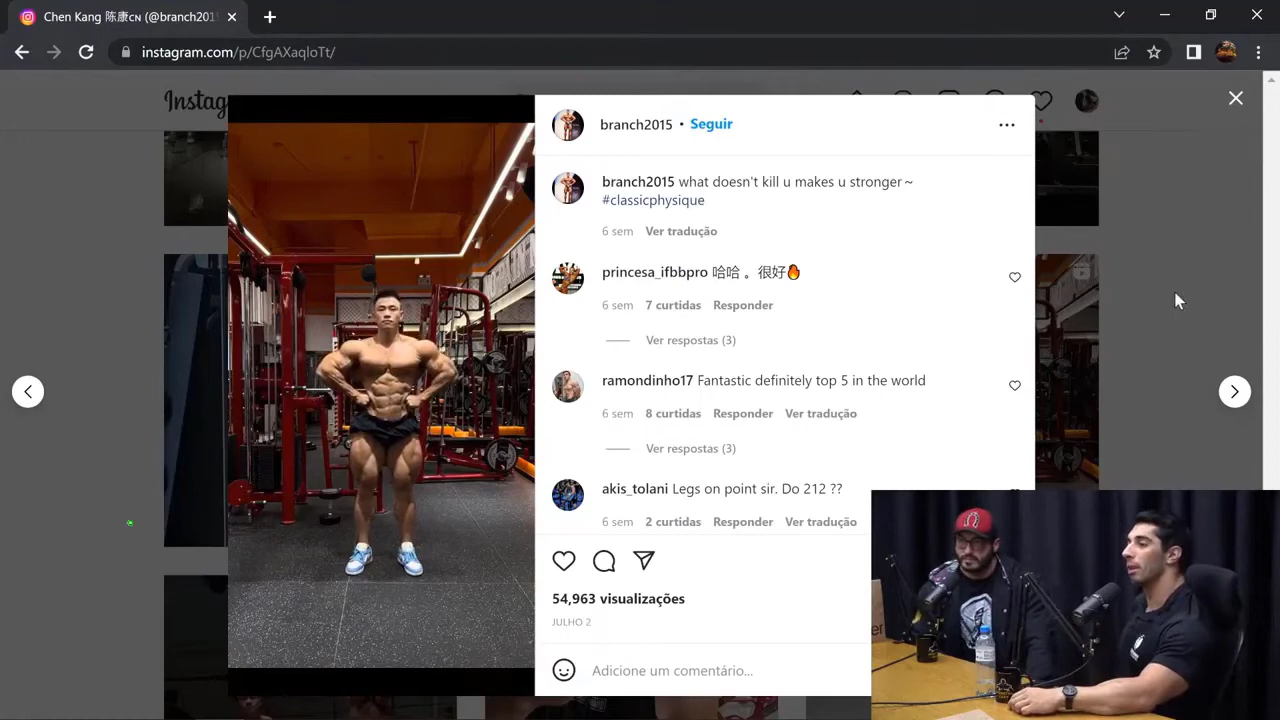 Chen Kang 陈康🇨🇳 (@branch2015
instagram.com/p/CfgAXaqloTt/
Instag
branch2015 • Seguir
branch2015 what doesn't kill u makes u stronger～
#classicphysique
6 sem Ver tradução
princesa_ifbbpro 哈哈 。很好🔥
6 sem 7 curtidas Responder
Ver respostas (3)
ramondinho17 Fantastic definitely top 5 in the world
6 sem 8 curtidas Responder Ver tradução
Ver respostas (3)
akis_tolani Legs on point sir. Do 212 ??
6 sem 2 curtidas Responder Ver tradução
54,963 visualizações
JULHO 2
Adicione um comentário...